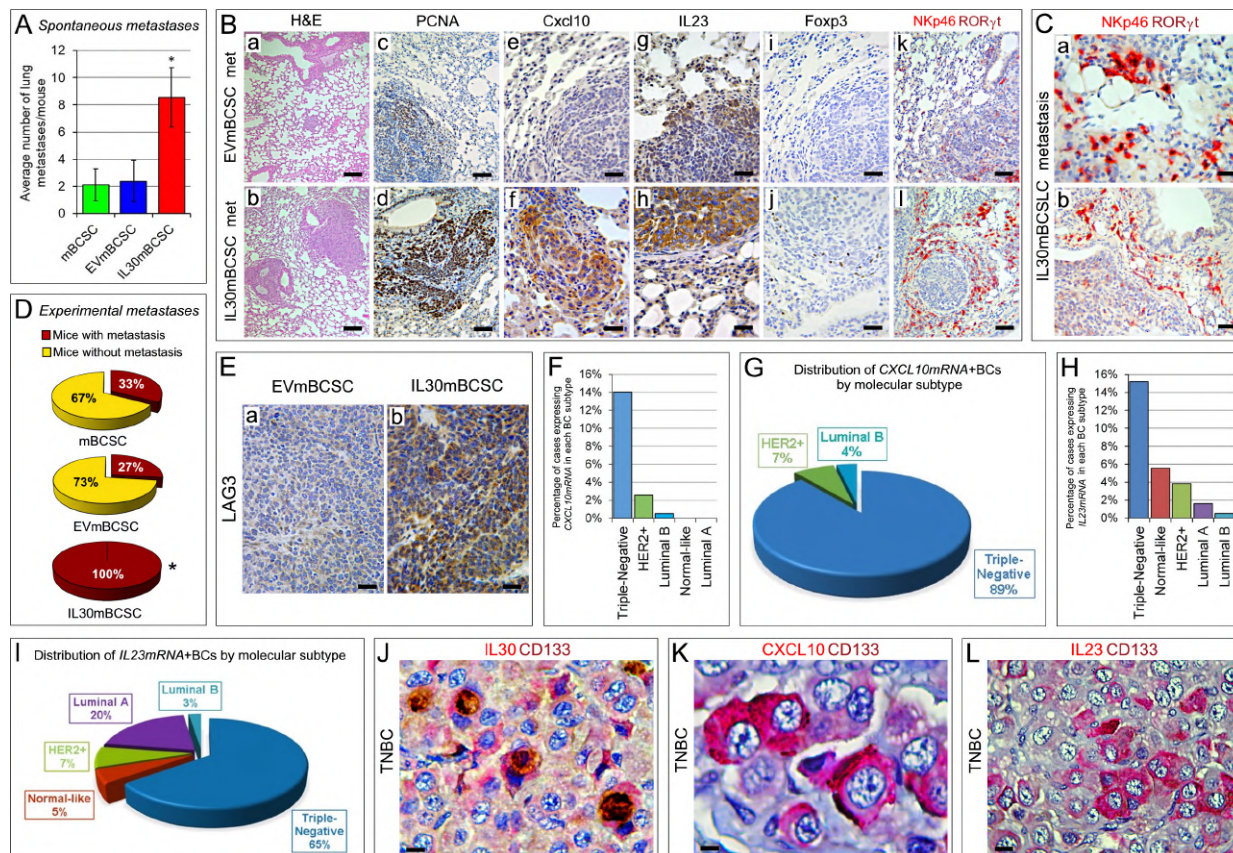 A Spontaneous metastases
Average number of lung
metastases/mouse
12
10
8
6
4
2
0
*
mBCSC
EVmBCSC
IL30mBCSC
B
H&E PCNA Cxcl10 IL23 Foxp3 NKp46 RORγt
EVmBCSC met
a c e g i k
IL30mBCSC met
b d f h j l
C NKp46 RORγt
IL30mBCSLC metastasis
a
b
D Experimental metastases
Mice with metastasis
Mice without metastasis
33%
67%
mBCSC
27%
73%
EVmBCSC
100%
*
IL30mBCSC
E
EVmBCSC IL30mBCSC
LAG3
a b
F
Percentage of cases expressing
CXCL10mRNA in each BC subtype
16%
14%
12%
10%
8%
6%
4%
2%
0%
Triple-Negative
HER2+
Luminal B
Normal-like
Luminal A
G
Distribution of CXCL10mRNA+BCs
by molecular subtype
HER2+
7%
Luminal B
4%
Triple-
Negative
89%
H
Percentage of cases expressing
IL23mRNA in each BC subtype
16%
14%
12%
10%
8%
6%
4%
2%
0%
Triple-Negative
Normal-like
HER2+
Luminal A
Luminal B
I Distribution of IL23mRNA+BCs by molecular subtype
Luminal B
3%
Luminal A
20%
HER2+
7%
Normal-like
5%
Triple-
Negative
65%
J IL30 CD133
TNBC
K CXCL10 CD133
TNBC
L IL23 CD133
TNBC